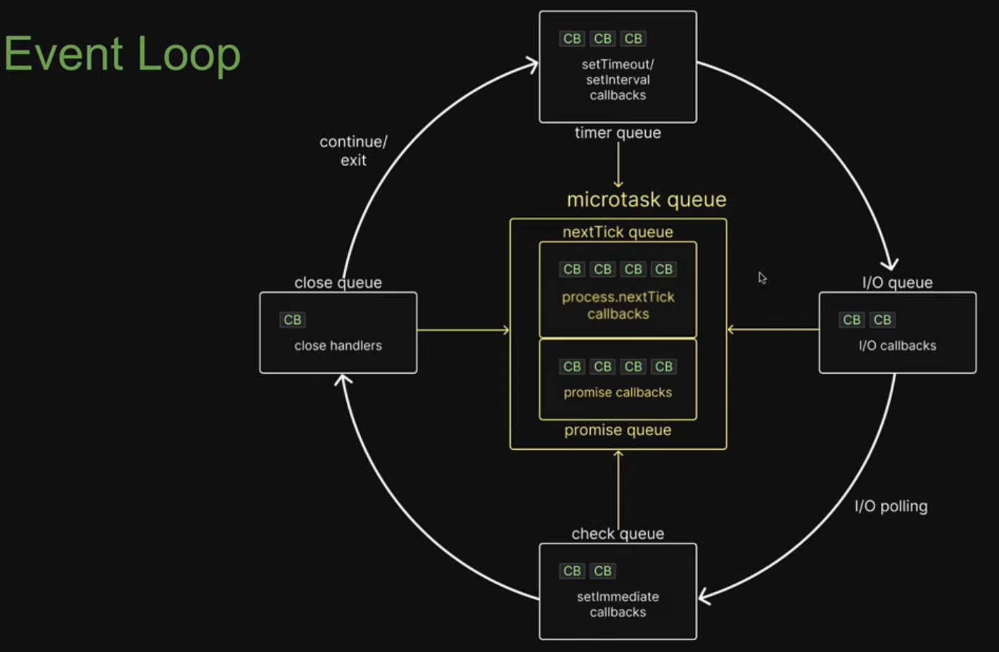 Event Loop
CB CB CB
setTimeout/
setInterval
callbacks
timer queue
continue/
exit
microtask queue
nextTick queue
CB CB CB CB
process.nextTick
callbacks
CB CB CB CB
promise callbacks
promise queue
close queue
CB
close handlers
I/O queue
CB CB
I/O callbacks
I/O polling
check queue
CB CB
setImmediate
callbacks